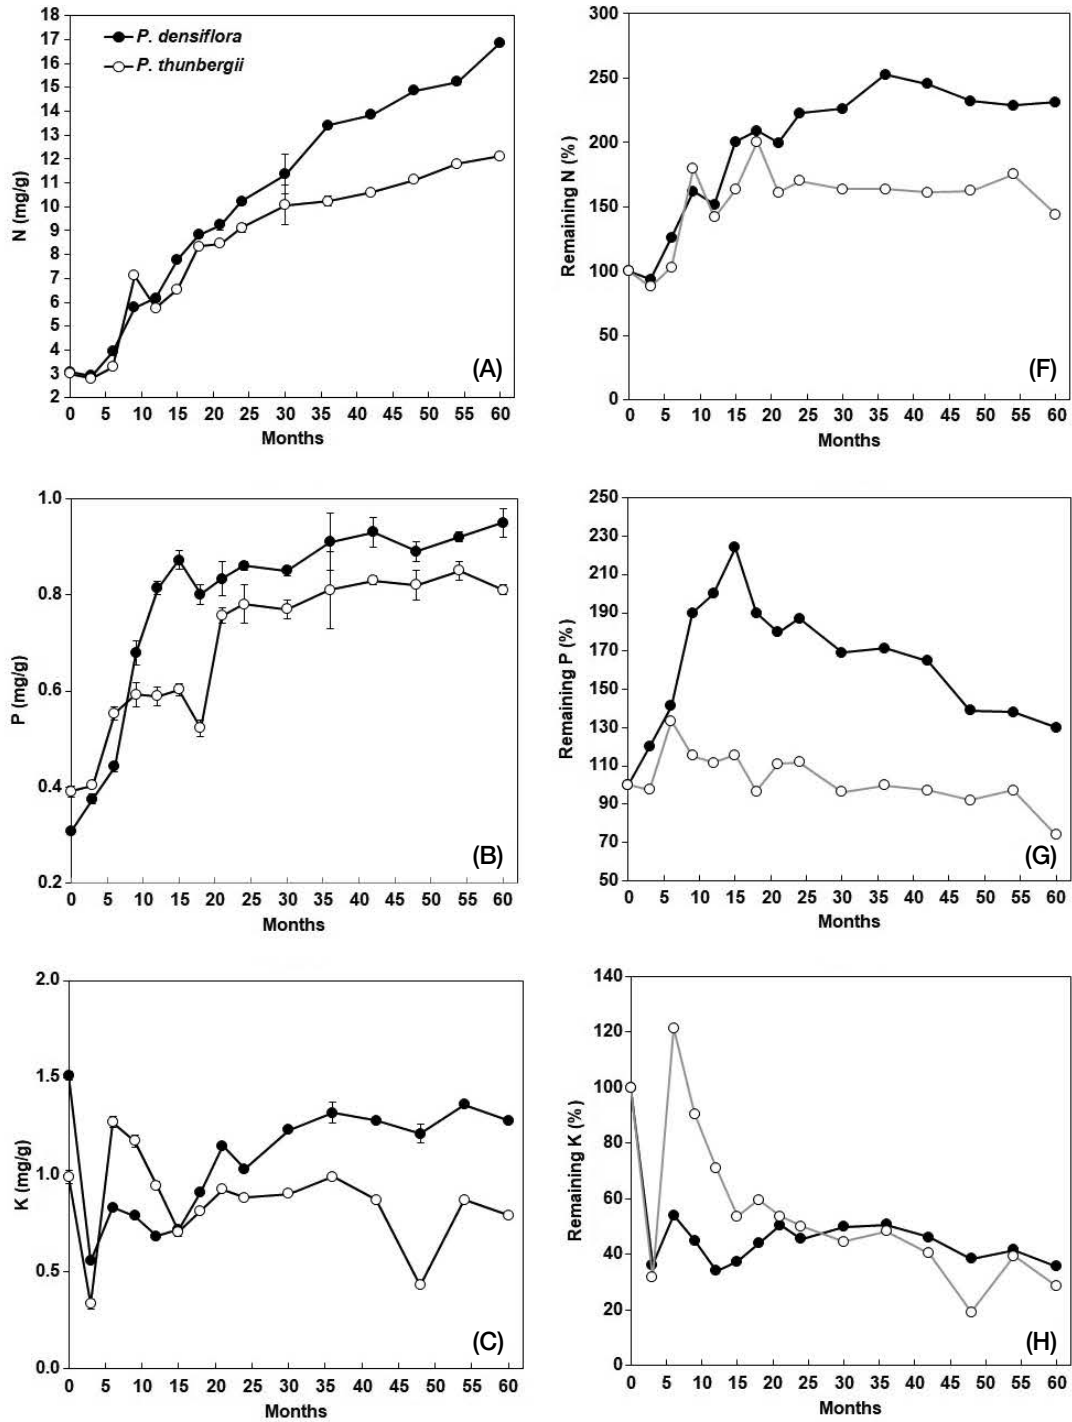 18
17
16
15
14
13
12
11
10
9
8
7
6
5
4
3
2
N (mg/g)
P. densiflora
P. thunbergii
(A)
0 5 10 15 20 25 30 35 40 45 50 55 60
Months
300
250
200
150
100
50
0
Remaining N (%)
(F)
0 5 10 15 20 25 30 35 40 45 50 55 60
Months
1.0
0.8
0.6
0.4
0.2
P (mg/g)
(B)
0 5 10 15 20 25 30 35 40 45 50 55 60
Months
250
230
210
190
170
150
130
110
90
70
50
Remaining P (%)
(G)
0 5 10 15 20 25 30 35 40 45 50 55 60
Months
2.0
1.5
1.0
0.5
0.0
K (mg/g)
(C)
0 5 10 15 20 25 30 35 40 45 50 55 60
Months
140
120
100
80
60
40
20
0
Remaining K (%)
(H)
0 5 10 15 20 25 30 35 40 45 50 55 60
Months